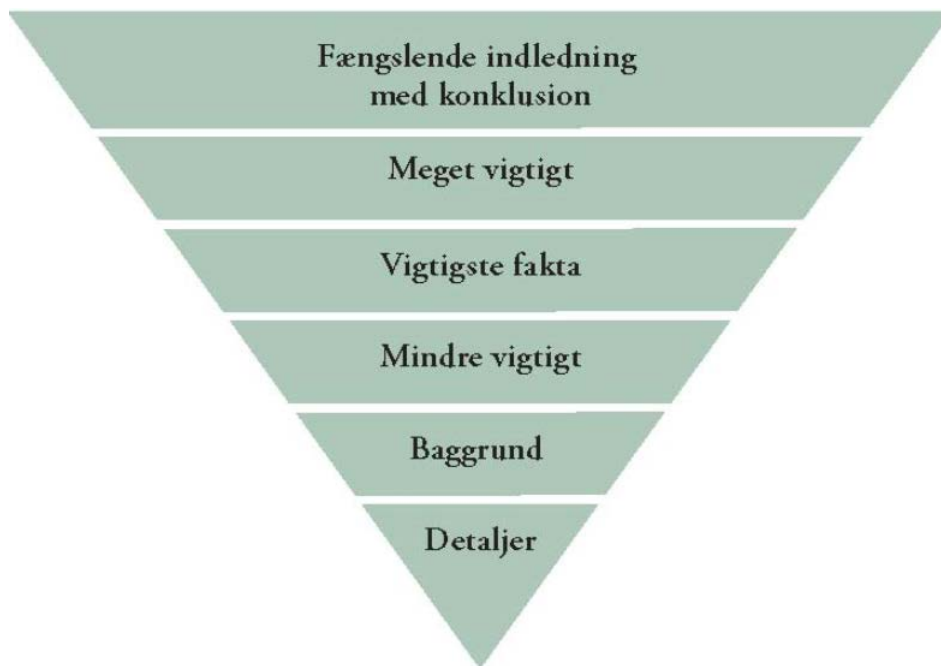 Fængslende indledning
med konklusion
Meget vigtigt
Vigtigste fakta
Mindre vigtigt
Baggrund
Detaljer